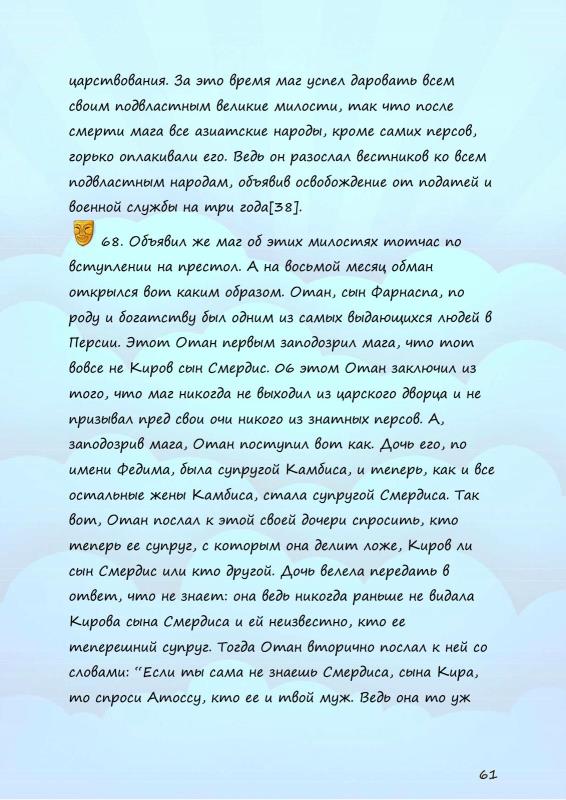 царствования. За это время маг успел даровать всем
своим подвластным великие милости, так что после
смерти мага все азиатские народы, кроме самих персов,
горько оплакивали его. Ведь он разослал вестников ко всем
подвластным народам, объявив освобождение от податей и
военной службы на три года[38].
68. Объявил же маг об этих милостях тотчас по
вступлении на престол. А на восьмой месяц обман
открылся вот каким образом. Отан, сын Фарнаспа, по
роду и богатству был одним из самых выдающихся людей в
Персии. Этот Отан первым заподозрил мага, что тот
вовсе не Киров сын Смердис. 06 этом Отан заключил из
того, что маг никогда не выходил из царского дворца и не
призывал пред свои очи никого из знатных персов. А,
заподозрив мага, Отан поступил вот как. Дочь его, по
имени Федима, была супругой Камбиса, и теперь, как и все
остальные жены Камбиса, стала супругой Смердиса. Так
вот, Отан послал к этой своей дочери спросить, кто
теперь ее супруг, с которым она делит ложе, Киров ли
сын Смердис или кто другой. Дочь велела передать в
ответ, что не знает: она ведь никогда раньше не видала
Кирова сына Смердиса и ей неизвестно, кто ее
теперешний супруг. Тогда Отан вторично послал к ней со
словами: “Если ты сама не знаешь Смердиса, сына Кира,
то спроси Атоссу, кто ее и твой муж. Ведь она то уж
61